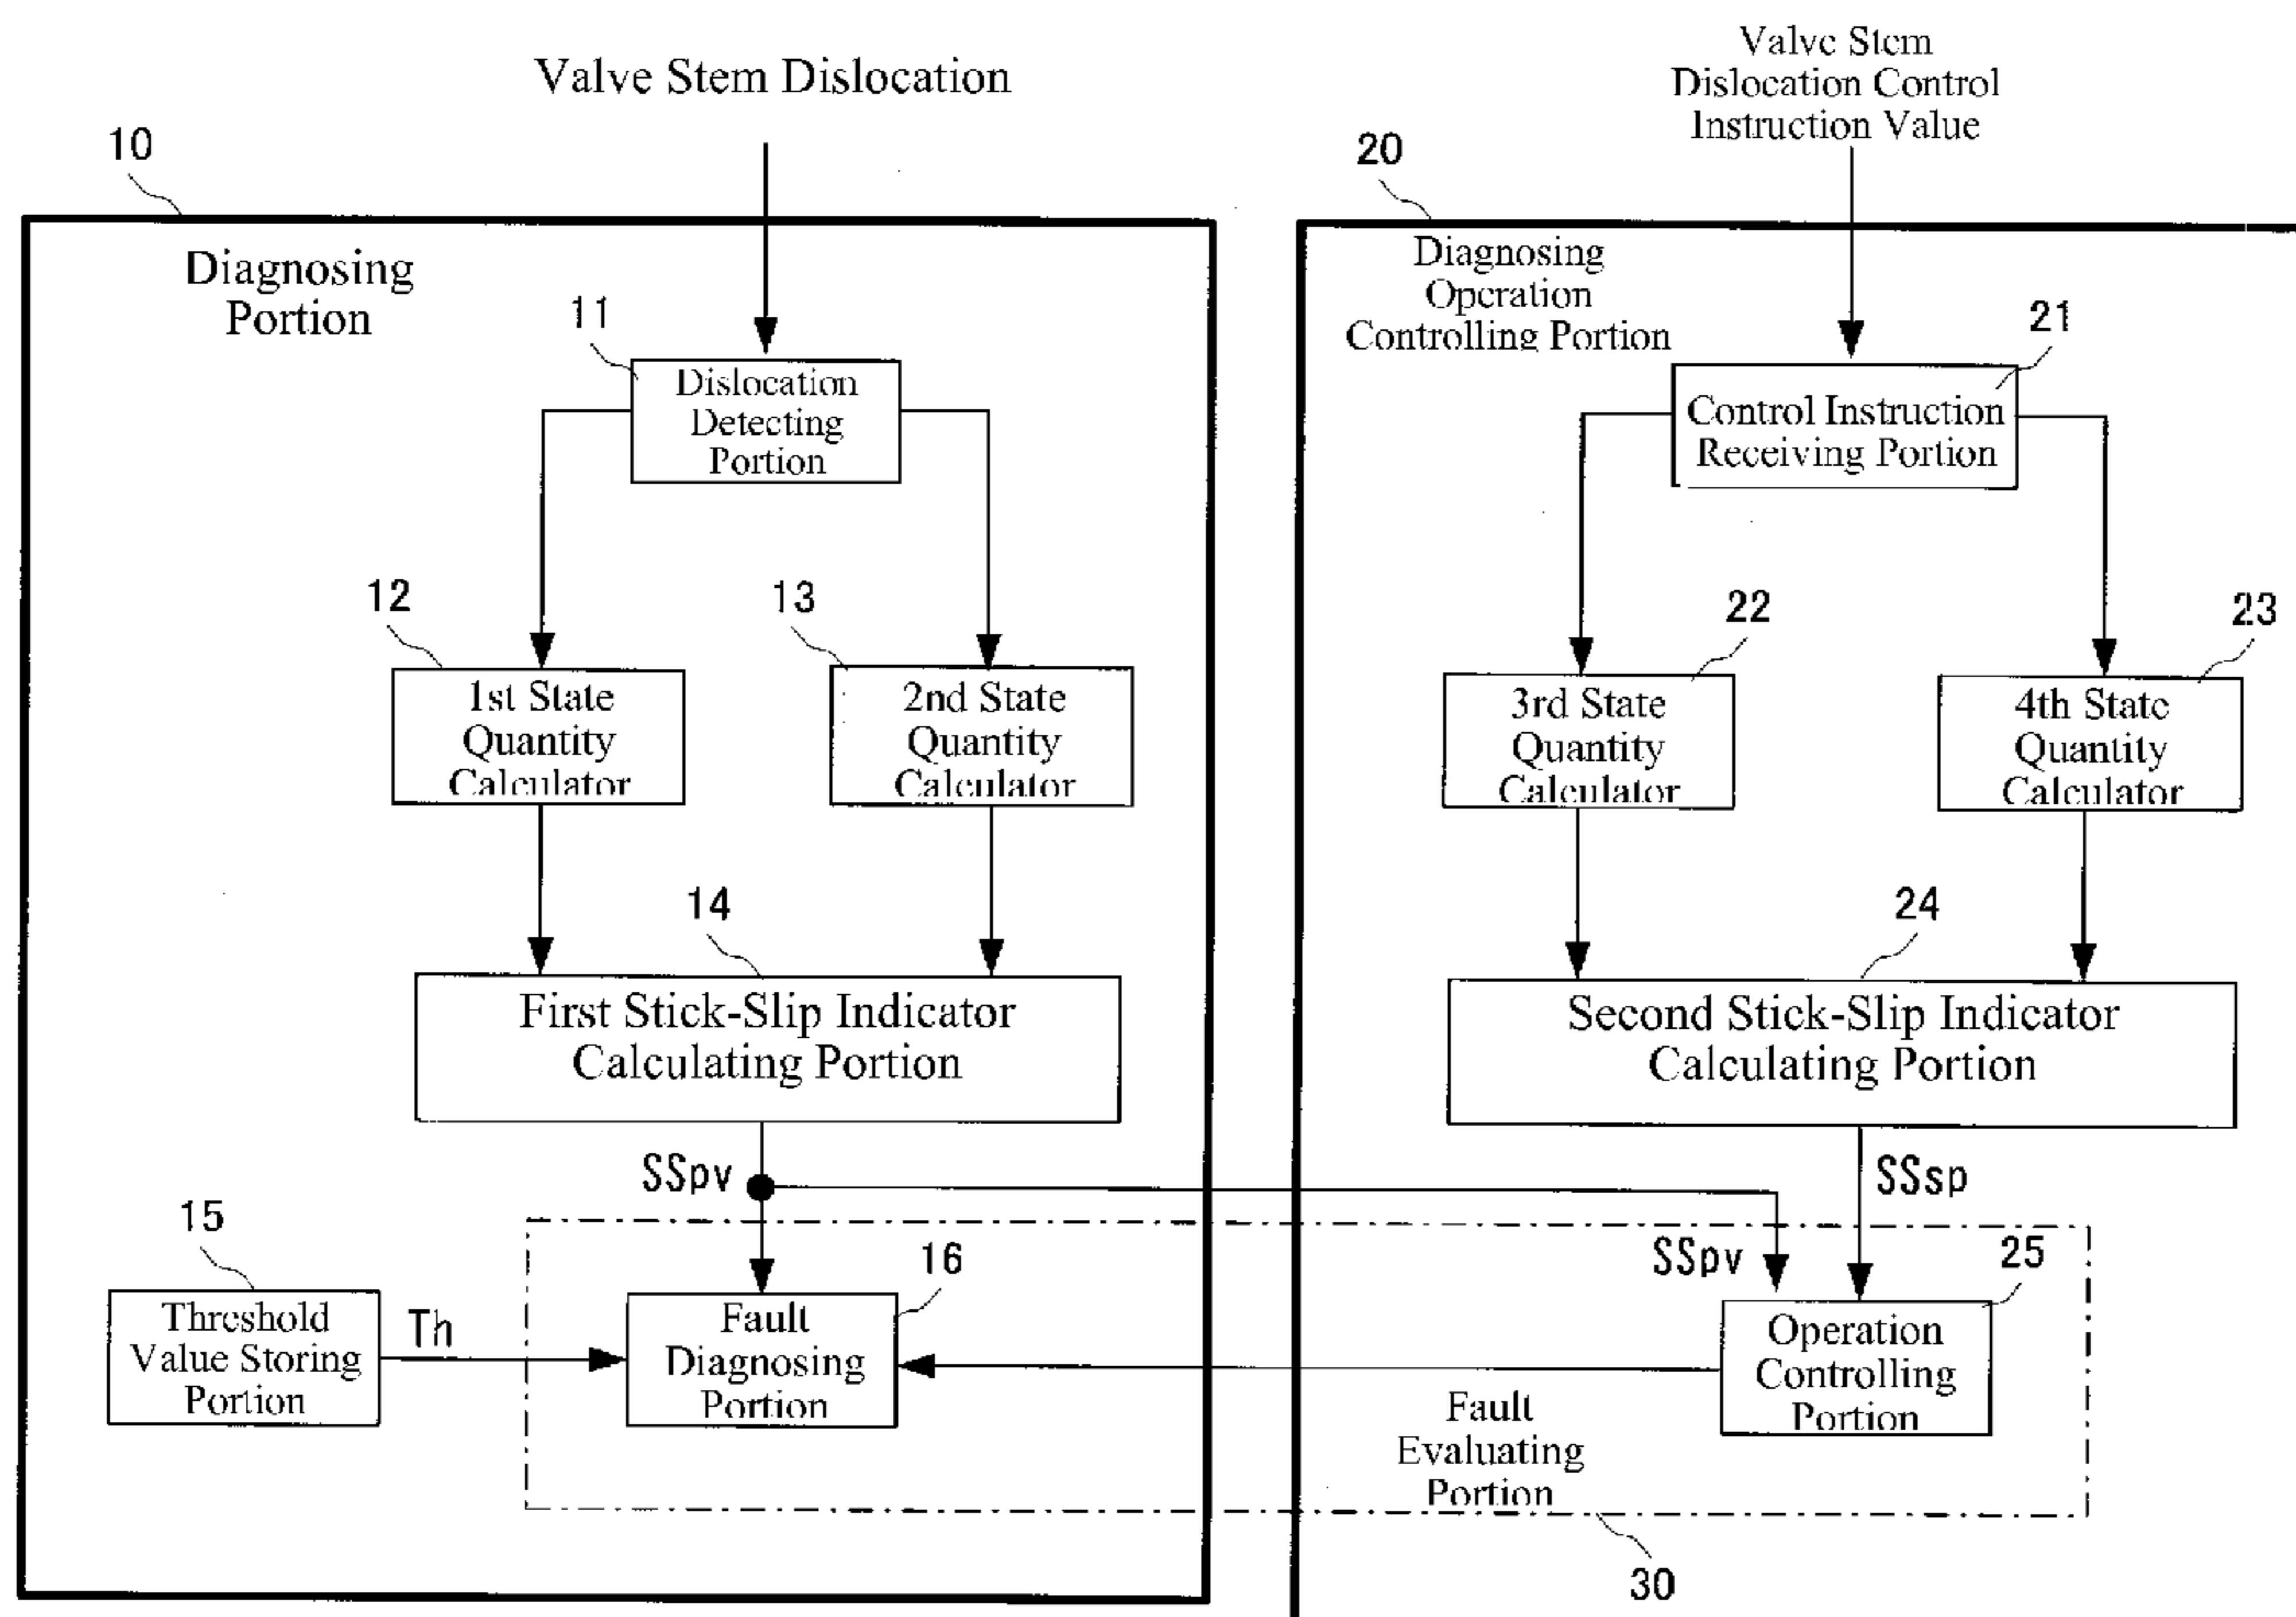 Valve Stem Dislocation
Valve Stem
Dislocation Control
Instruction Value
10
20
Diagnosing
Portion
Diagnosing
Operation
Controlling Portion
11
21
Dislocation
Detecting
Portion
Control Instruction
Receiving Portion
12
13
22
23
1st State
Quantity
Calculator
2nd State
Quantity
Calculator
3rd State
Quantity
Calculator
4th State
Quantity
Calculator
14
24
First Stick-Slip Indicator
Calculating Portion
Second Stick-Slip Indicator
Calculating Portion
SSpv
SSsp
15
16
SSpv
25
Threshold
Value Storing
Portion
Th
Fault
Diagnosing
Portion
Operation
Controlling
Portion
Fault
Evaluating
Portion
30